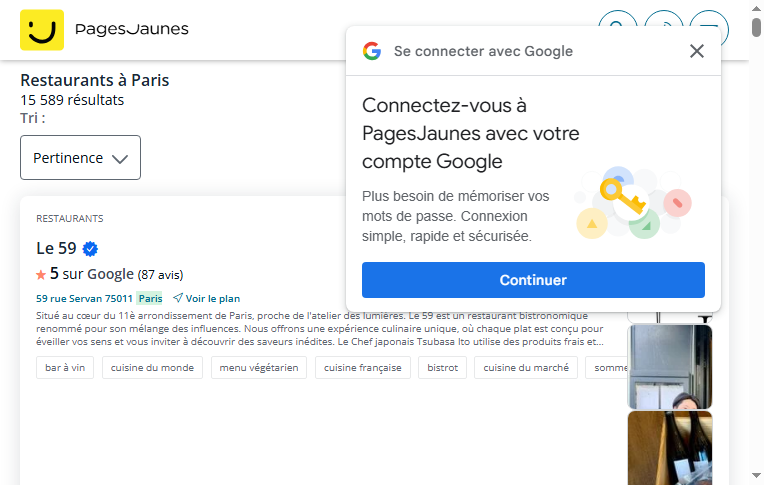 PagesJaunes
Restaurants à Paris
15 589 résultats
Tri :
Pertinence
Se connecter avec Google
Connectez-vous à
PagesJaunes avec votre
compte Google
Plus besoin de mémoriser vos
mots de passe. Connexion
simple, rapide et sécurisée.
Continuer
RESTAURANTS
Le 59
5 sur Google (87 avis)
59 rue Servan 75011 Paris Voir le plan
Situé au cœur du 11è arrondissement de Paris, proche de l'atelier des lumières. Le 59 est un restaurant bistronomique
renommé pour son mélange des influences. Nous offrons une expérience culinaire unique, où chaque plat est conçu pour
éveiller vos sens et vous inviter à découvrir des saveurs inédites. Le Chef japonais Tsubasa Ito utilise des produits frais et...
bar à vin cuisine du monde menu végétarien cuisine française bistrot cuisine du marché somme